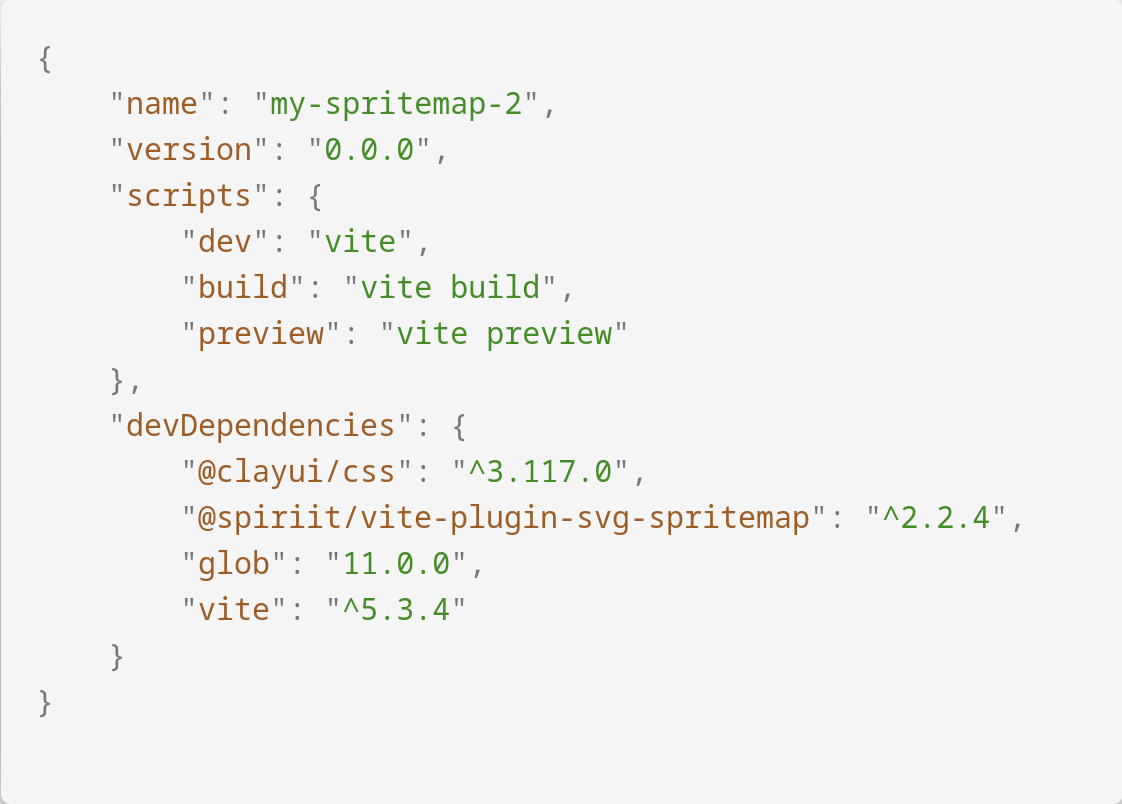 {
    "name": "my-spritemap-2",
    "version": "0.0.0",
    "scripts": {
        "dev": "vite",
        "build": "vite build",
        "preview": "vite preview"
    },
    "devDependencies": {
        "@clayui/css": "^3.117.0",
        "@spiriit/vite-plugin-svg-spritemap": "^2.2.4",
        "glob": "11.0.0",
        "vite": "^5.3.4"
    }
}